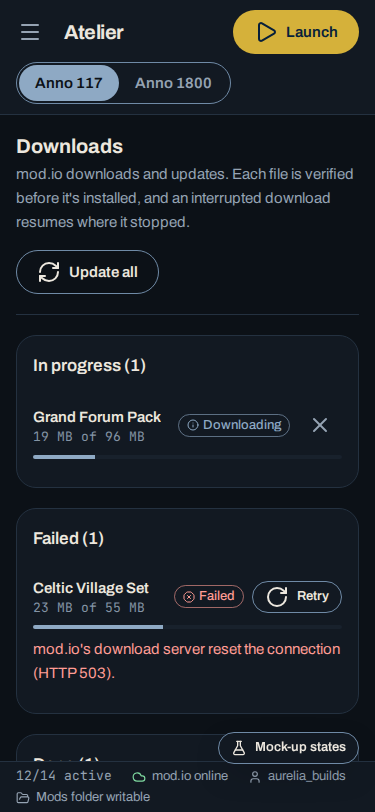 Atelier
Launch
Anno 117
Anno 1800
Downloads
mod.io downloads and updates. Each file is verified
before it's installed, and an interrupted download
resumes where it stopped.
Update all
In progress (1)
Grand Forum Pack
19 MB of 96 MB
Downloading
Failed (1)
Celtic Village Set
23 MB of 55 MB
Failed
Retry
mod.io's download server reset the connection
(HTTP 503).
Mock-up states
12/14 active
mod.io online
aurelia_builds
Mods folder writable